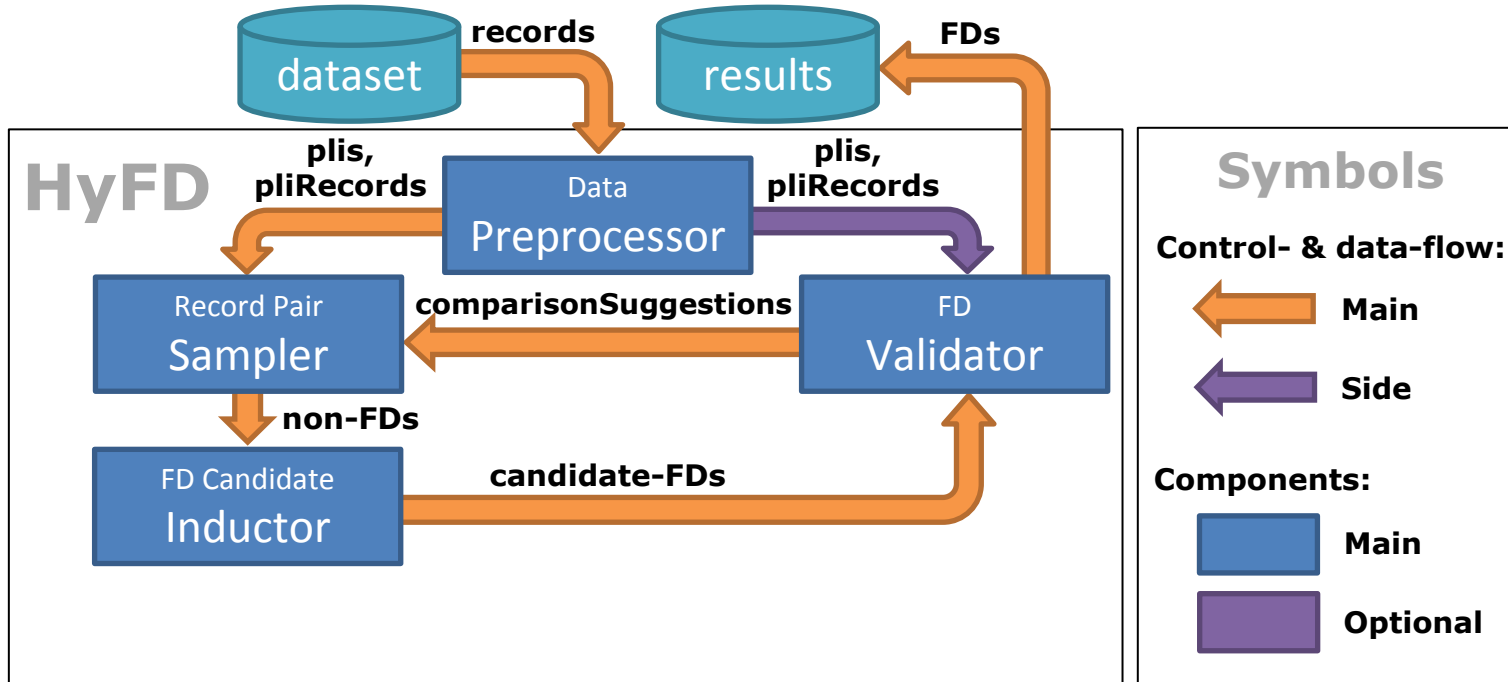 records
FDs
dataset
results
HyFD
plis,
pliRecords
Data
Preprocessor
plis,
pliRecords
Record Pair
Sampler
comparisonSuggestions
FD
Validator
non-FDs
FD Candidate
Inductor
candidate-FDs
Symbols
Control- & data-flow:
Main
Side
Components:
Main
Optional